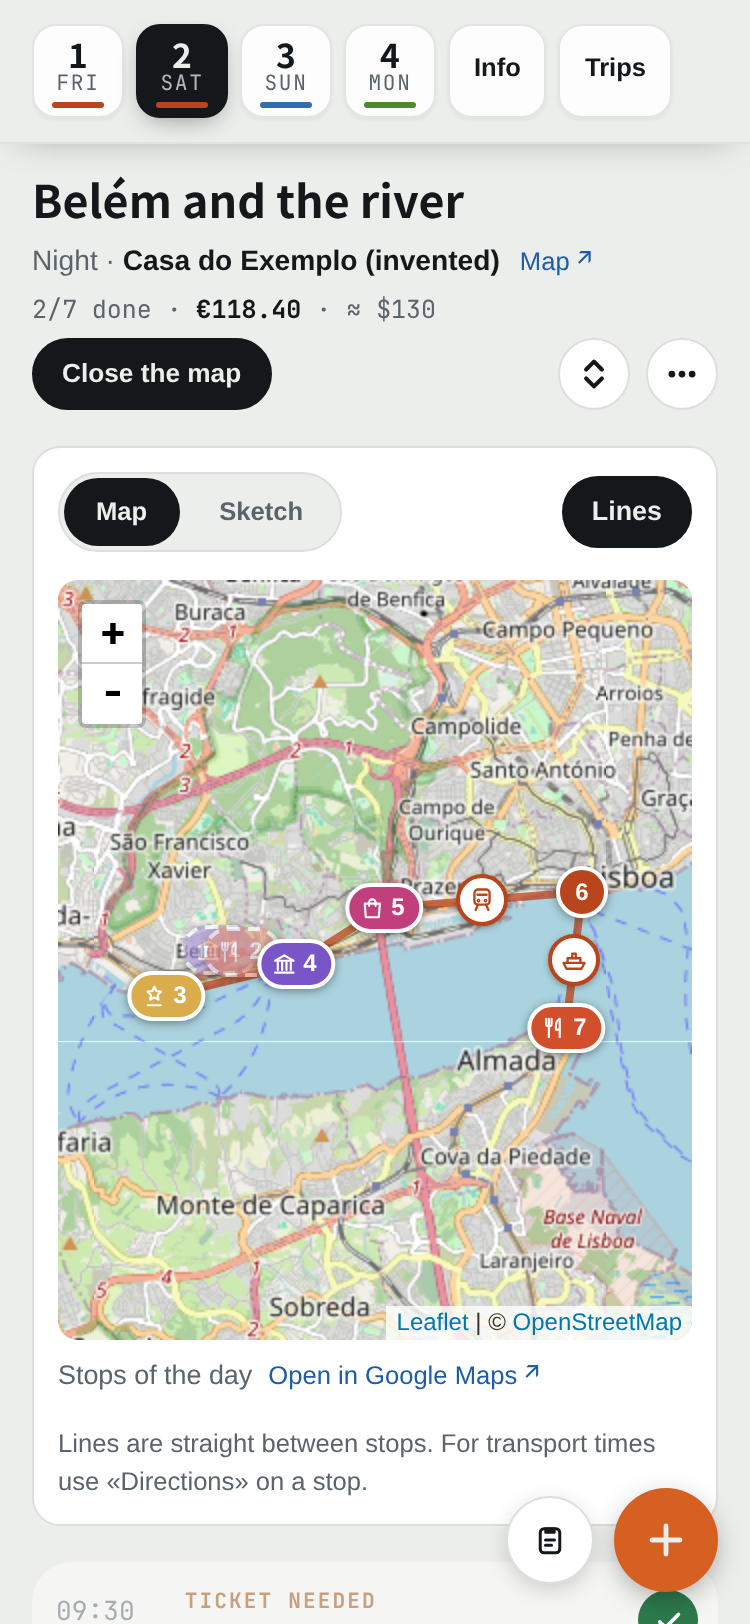 1 2 3 4
FRI SAT SUN MON Info Trips
Belém and the river
Night · Casa do Exemplo (invented) Map
2/7 done · €118.40 · ≈ $130
Close the map
Map Sketch Lines
de Benfica
Buraca
Campo Pequeno
fragide
Arroios
Campolide
Penha de
Santo António
Campo de
Ourique
São Francisco
Xavier
isboa
da-
3
4
5
6
7
Almada
faria
Cova da Piedade
Monte de Caparica
Base Naval
de Lisboa
Laranjeiro
Sobreda
Leaflet | © OpenStreetMap
Stops of the day Open in Google Maps
Lines are straight between stops. For transport times
use «Directions» on a stop.
09:30 TICKET NEEDED